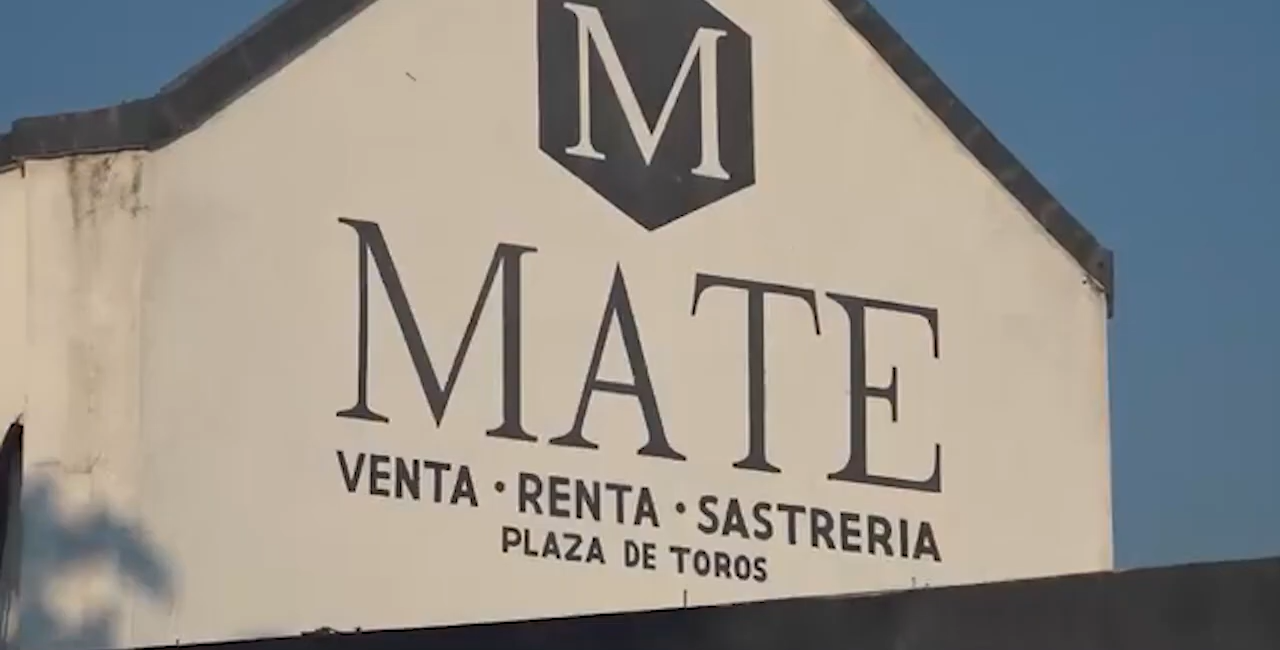 M
MATE
VENTA · RENTA · SASTRERIA
PLAZA DE TOROS